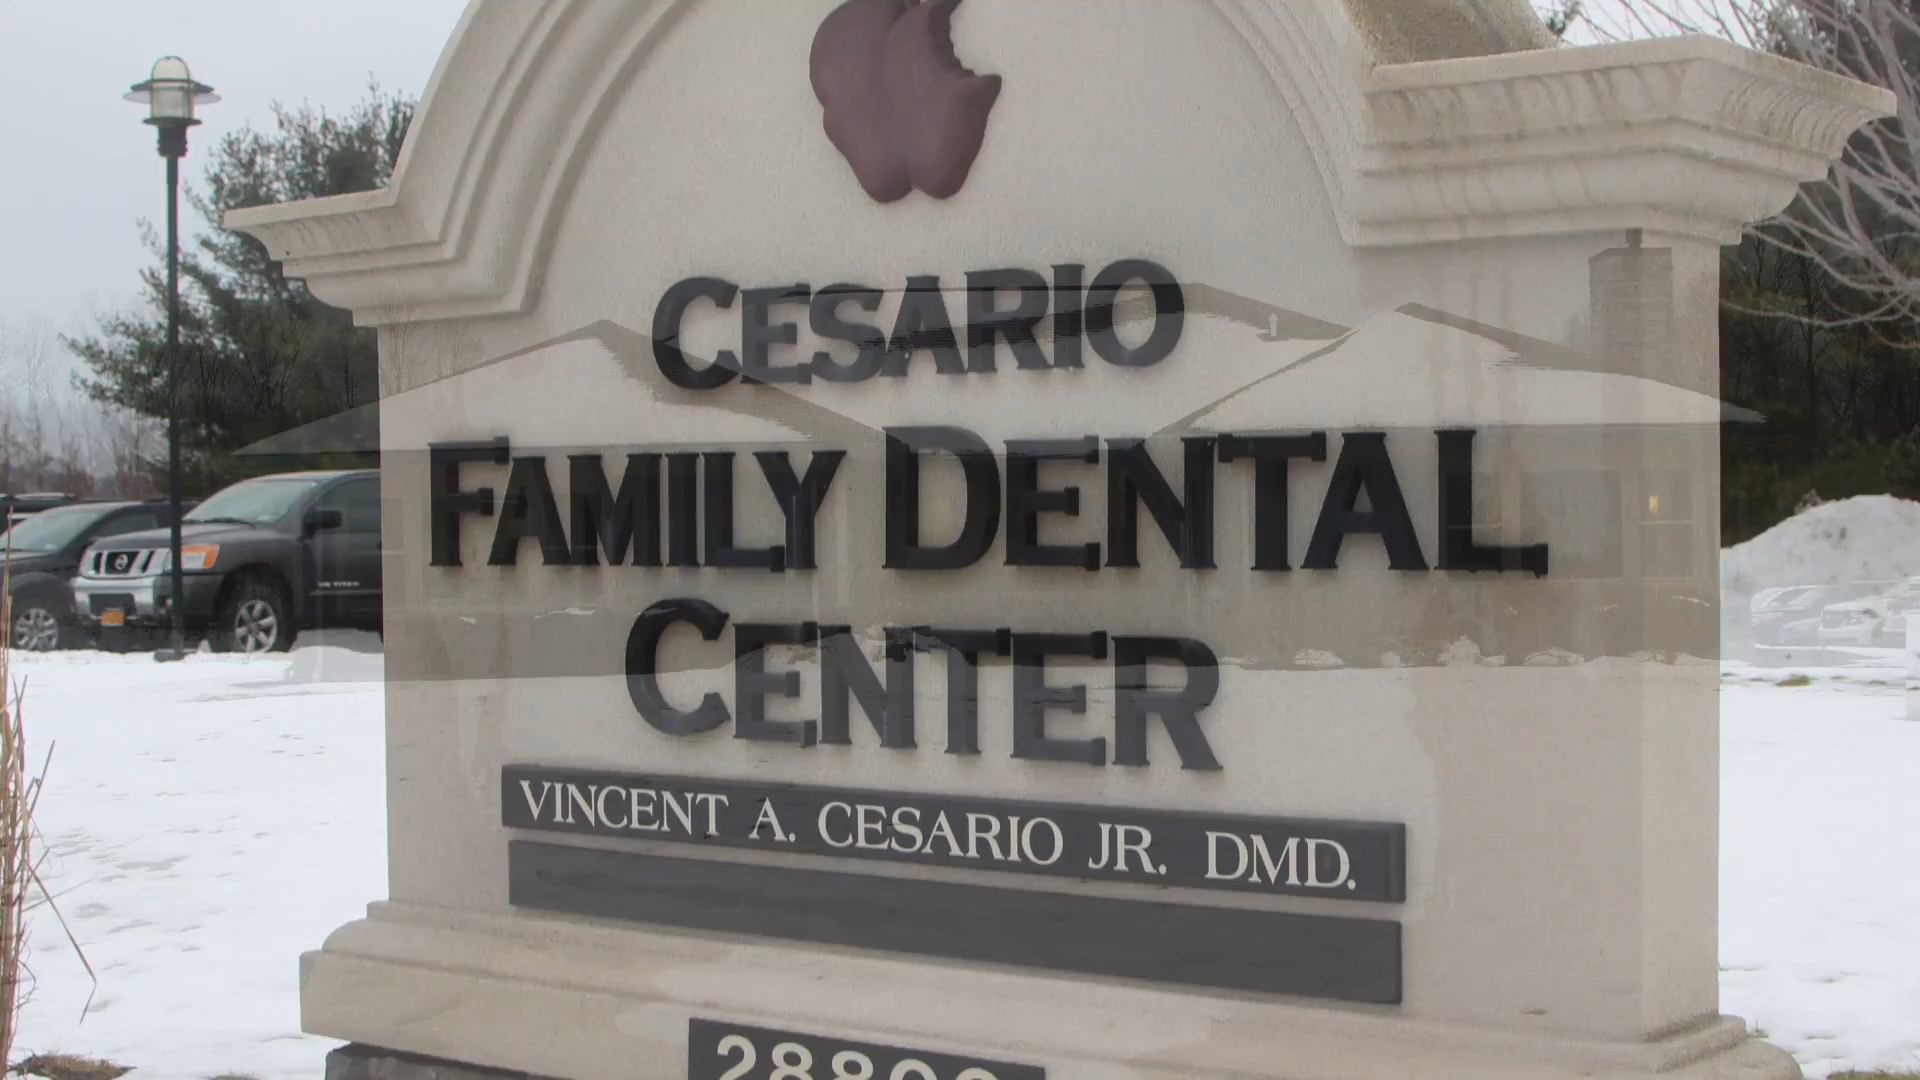 CESARIO
FAMILY DENTAL
CENTER
VINCENT A. CESARIO JR. DMD.